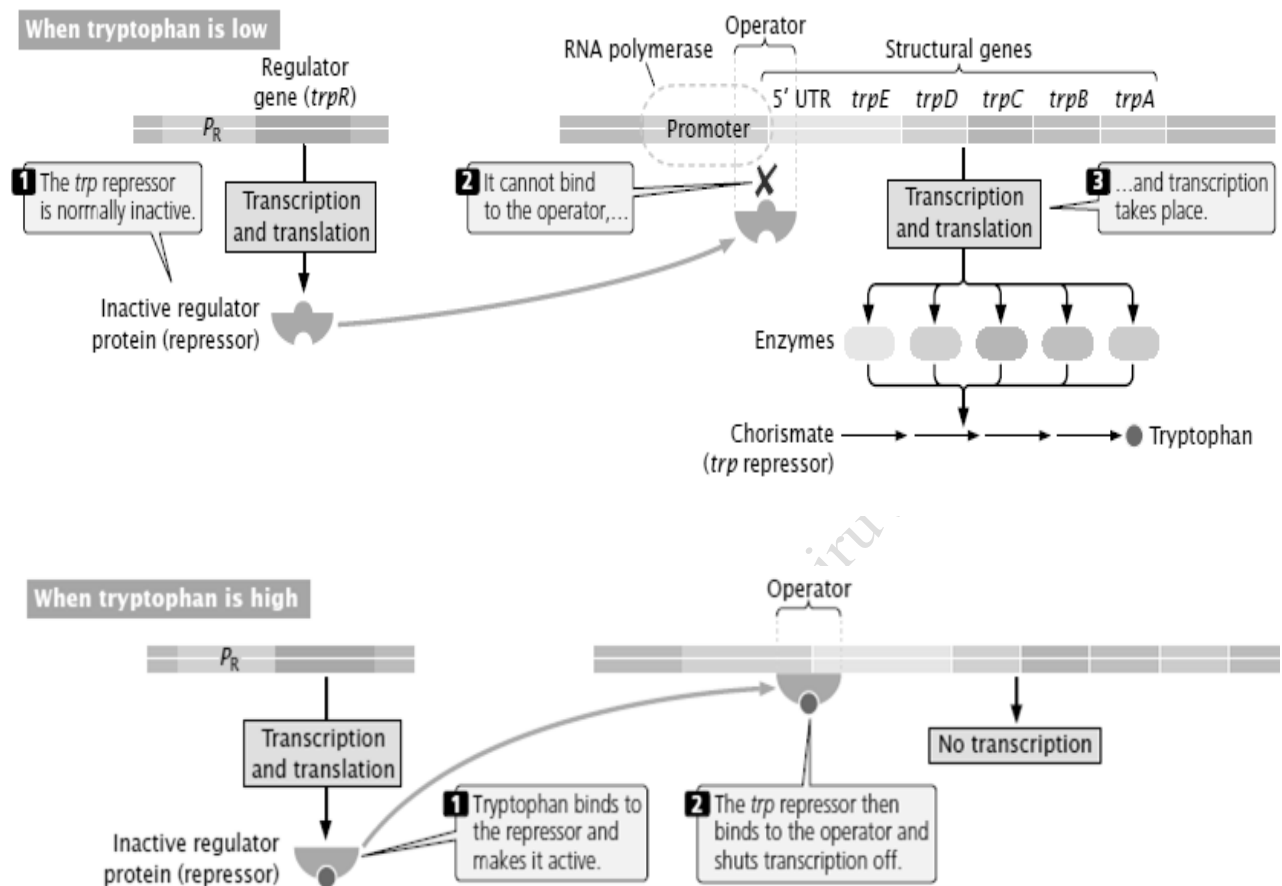 When tryptophan is low
Operator
RNA polymerase
Structural genes
Regulator
gene (trpR)
5' UTR trpE trpD trpC trpB trpA
PR
Promoter
1 The trp repressor
is normally inactive.
Transcription
and translation
2 It cannot bind
to the operator,...
X
Transcription
and translation
3 ...and transcription
takes place.
Inactive regulator
protein (repressor)
Enzymes
Chorismate
(trp repressor)
Tryptophan
When tryptophan is high
Operator
PR
Transcription
and translation
No transcription
1 Tryptophan binds to
the repressor and
makes it active.
2 The trp repressor then
binds to the operator and
shuts transcription off.
Inactive regulator
protein (repressor)